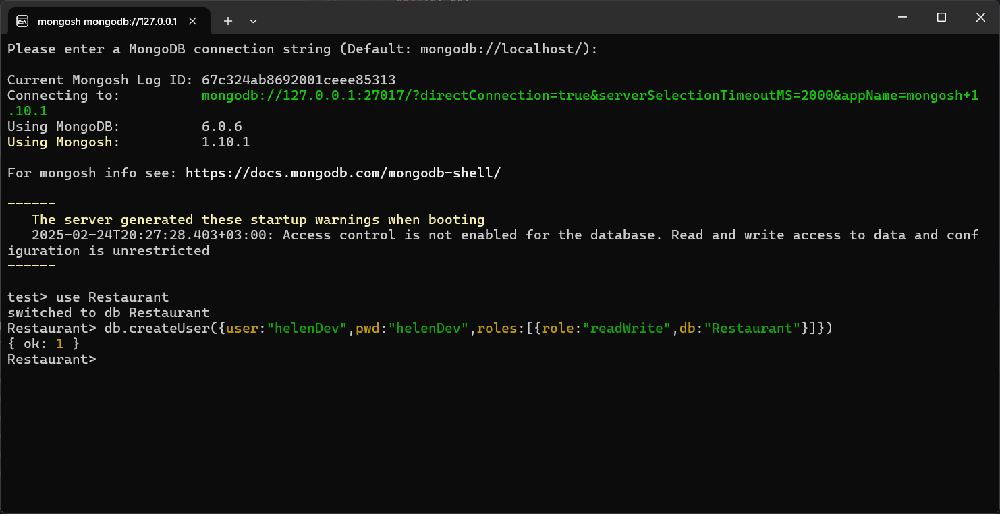 mongosh mongodb://127.0.0.1
Please enter a MongoDB connection string (Default: mongodb://localhost/):
Current Mongosh Log ID: 67c324ab8692001ceee85313
Connecting to: mongodb://127.0.0.1:27017/?directConnection=true&serverSelectionTimeoutMS=2000&appName=mongosh+1
.10.1
Using MongoDB: 6.0.6
Using Mongosh: 1.10.1
For mongosh info see: https://docs.mongodb.com/mongodb-shell/
------
The server generated these startup warnings when booting
2025-02-24T20:27:28.403+03:00: Access control is not enabled for the database. Read and write access to data and conf
iguration is unrestricted
------
test> use Restaurant
switched to db Restaurant
Restaurant> db.createUser({user:"helenDev",pwd:"helenDev",roles:[{role:"readWrite",db:"Restaurant"}]})
{ ok: 1 }
Restaurant>